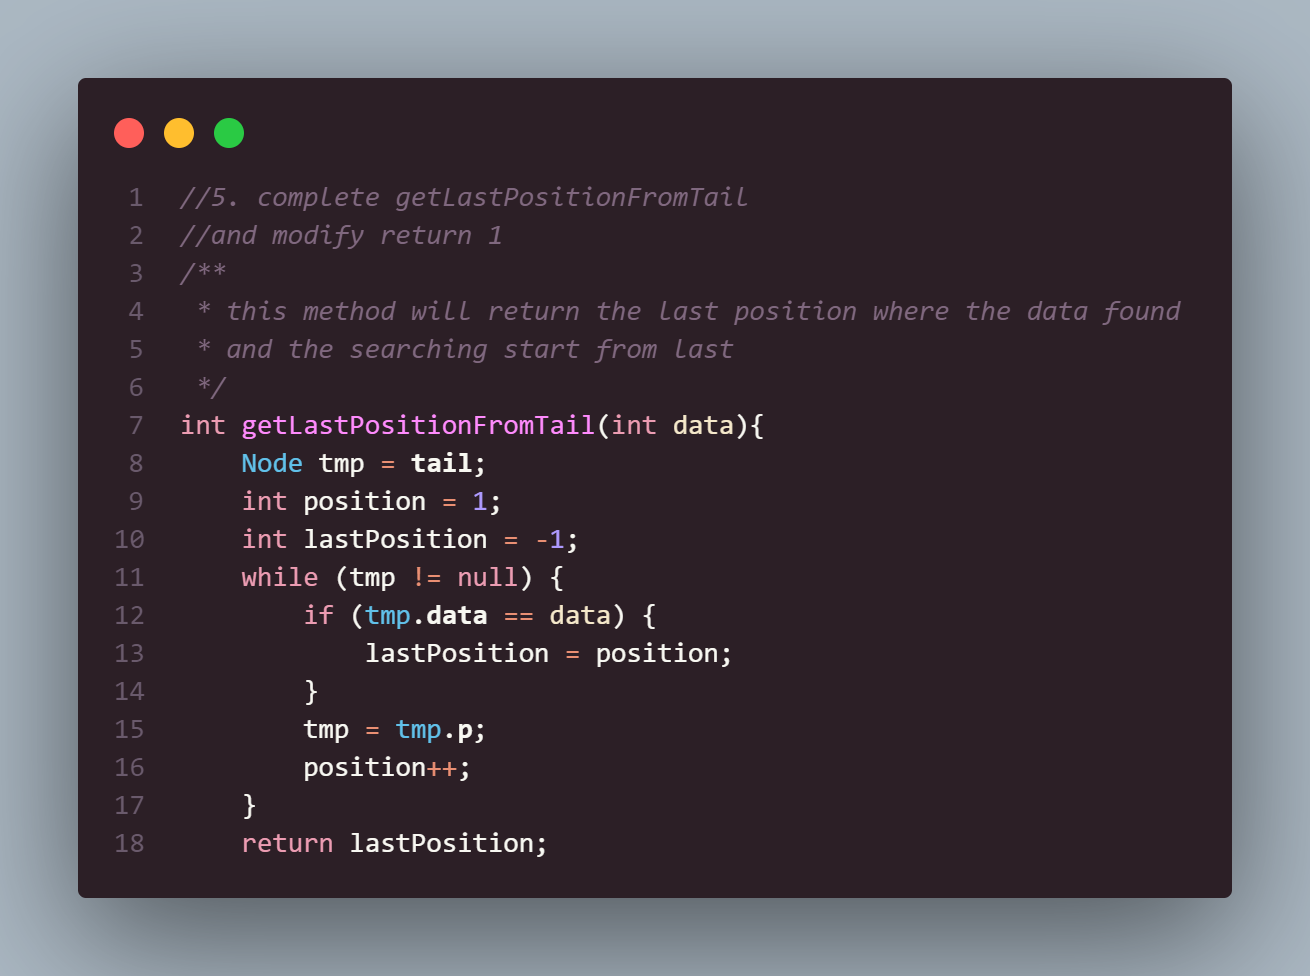 1 //5. complete getLastPositionFromTail
2 //and modify return 1
3 /**
4  * this method will return the last position where the data found
5  * and the searching start from last
6  */
7 int getLastPositionFromTail(int data){
8     Node tmp = tail;
9     int position = 1;
10     int lastPosition = -1;
11     while (tmp != null) {
12         if (tmp.data == data) {
13             lastPosition = position;
14         }
15         tmp = tmp.p;
16         position++;
17     }
18     return lastPosition;